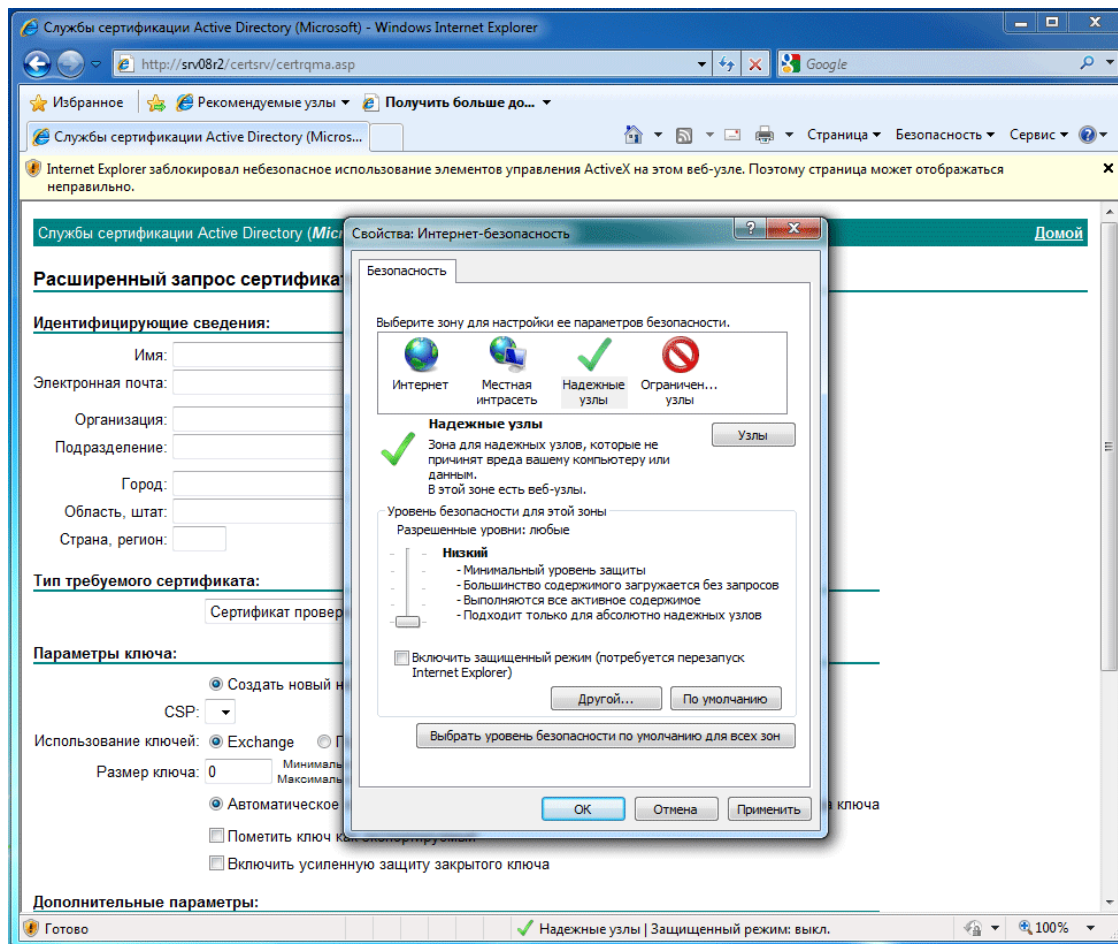 Службы сертификации Active Directory (Microsoft) - Windows Internet Explorer
http://srv08r2/certsrv/certrqma.asp
Google
Избранное
Рекомендуемые узлы
Получить больше до...
Службы сертификации Active Directory (Micros...
Страница
Безопасность
Сервис
Internet Explorer заблокировал небезопасное использование элементов управления ActiveX на этом веб-узле. Поэтому страница может отображаться
неправильно.
Службы сертификации Active Directory (Micr
Домой
Расширенный запрос сертифика
Идентифицирующие сведения:
Имя:
Электронная почта:
Организация:
Подразделение:
Город:
Область, штат:
Страна, регион:
Тип требуемого сертификата:
Сертификат провер
Параметры ключа:
Создать новый н
CSP:
Использование ключей:
Exchange
Размер ключа:
0
Минималь
Максималь
Автоматическое
а ключа
Пометить ключ как экспортируемый
Включить усиленную защиту закрытого ключа
Дополнительные параметры:
Свойства: Интернет-безопасность
Безопасность
Выберите зону для настройки ее параметров безопасности.
Интернет
Местная
интрасеть
Надежные
узлы
Ограничен...
узлы
Надежные узлы
Зона для надежных узлов, которые не
причинят вреда вашему компьютеру или
данным.
В этой зоне есть веб-узлы.
Узлы
Уровень безопасности для этой зоны
Разрешенные уровни: любые
Низкий
- Минимальный уровень защиты
- Большинство содержимого загружается без запросов
- Выполняются все активное содержимое
- Подходит только для абсолютно надежных узлов
Включить защищенный режим (потребуется перезапуск
Internet Explorer)
Другой...
По умолчанию
Выбрать уровень безопасности по умолчанию для всех зон
ОК
Отмена
Применить
Готово
Надежные узлы | Защищенный режим: выкл.
100%